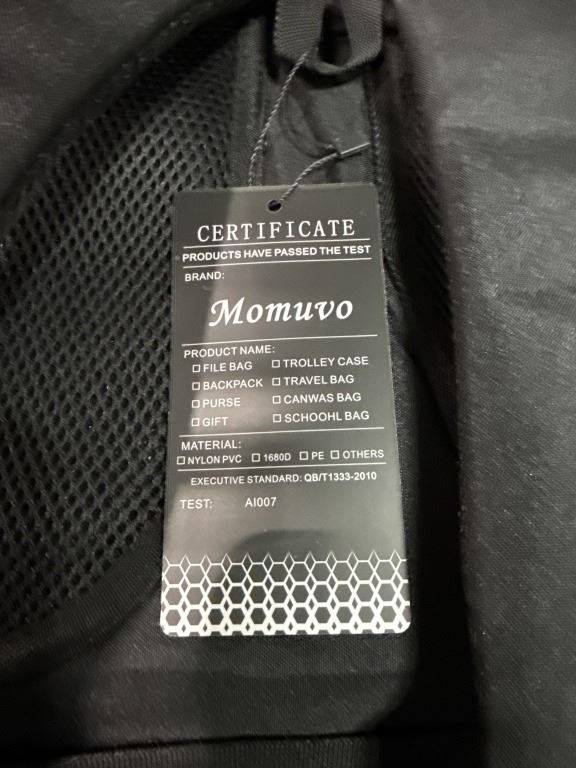 CERTIFICATE
PRODUCTS HAVE PASSED THE TEST
BRAND:
Momuvo
PRODUCT NAME:
☐ FILE BAG ☐ TROLLEY CASE
☐ BACKPACK ☐ TRAVEL BAG
☐ PURSE ☐ CANWAS BAG
☐ GIFT ☐ SCHOOHL BAG
MATERIAL:
☐ NYLON PVC ☐ 1680D ☐ PE ☐ OTHERS
EXECUTIVE STANDARD: QB/T1333-2010
TEST: AI007